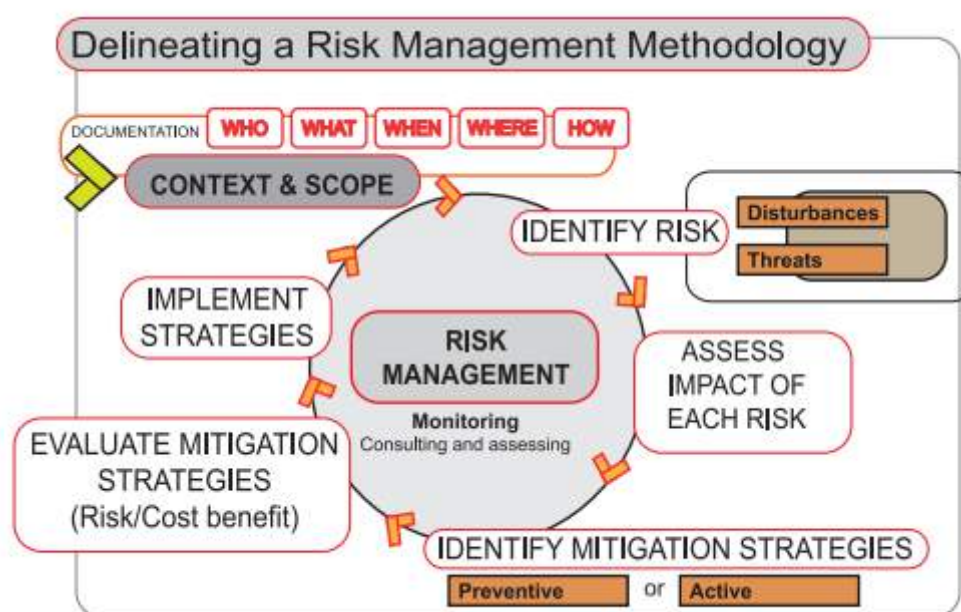 Delineating a Risk Management Methodology
DOCUMENTATION WHO WHAT WHEN WHERE HOW
CONTEXT & SCOPE
IDENTIFY RISK
Disturbances
Threats
ASSESS
IMPACT OF
EACH RISK
IDENTIFY MITIGATION STRATEGIES
Preventive or Active
EVALUATE MITIGATION
STRATEGIES
(Risk/Cost benefit)
IMPLEMENT
STRATEGIES
RISK
MANAGEMENT
Monitoring
Consulting and assessing